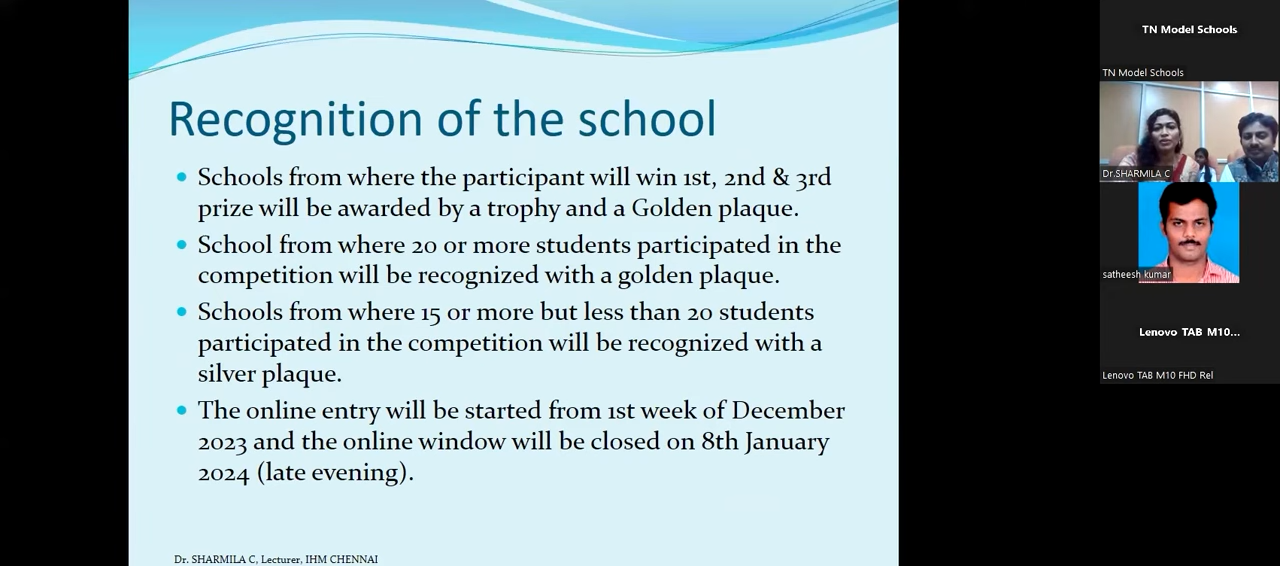 Recognition of the school
Schools from where the participant will win 1st, 2nd & 3rd
prize will be awarded by a trophy and a Golden plaque.
School from where 20 or more students participated in the
competition will be recognized with a golden plaque.
Schools from where 15 or more but less than 20 students
participated in the competition will be recognized with a
silver plaque.
The online entry will be started from 1st week of December
2023 and the online window will be closed on 8th January
2024 (late evening).
Dr. SHARMILA C, Lecturer, IHM CHENNAI
TN Model Schools
TN Model Schools
Dr.SHARMILA C
satheesh kumar
Lenovo TAB M10...
Lenovo TAB M10 FHD Rel